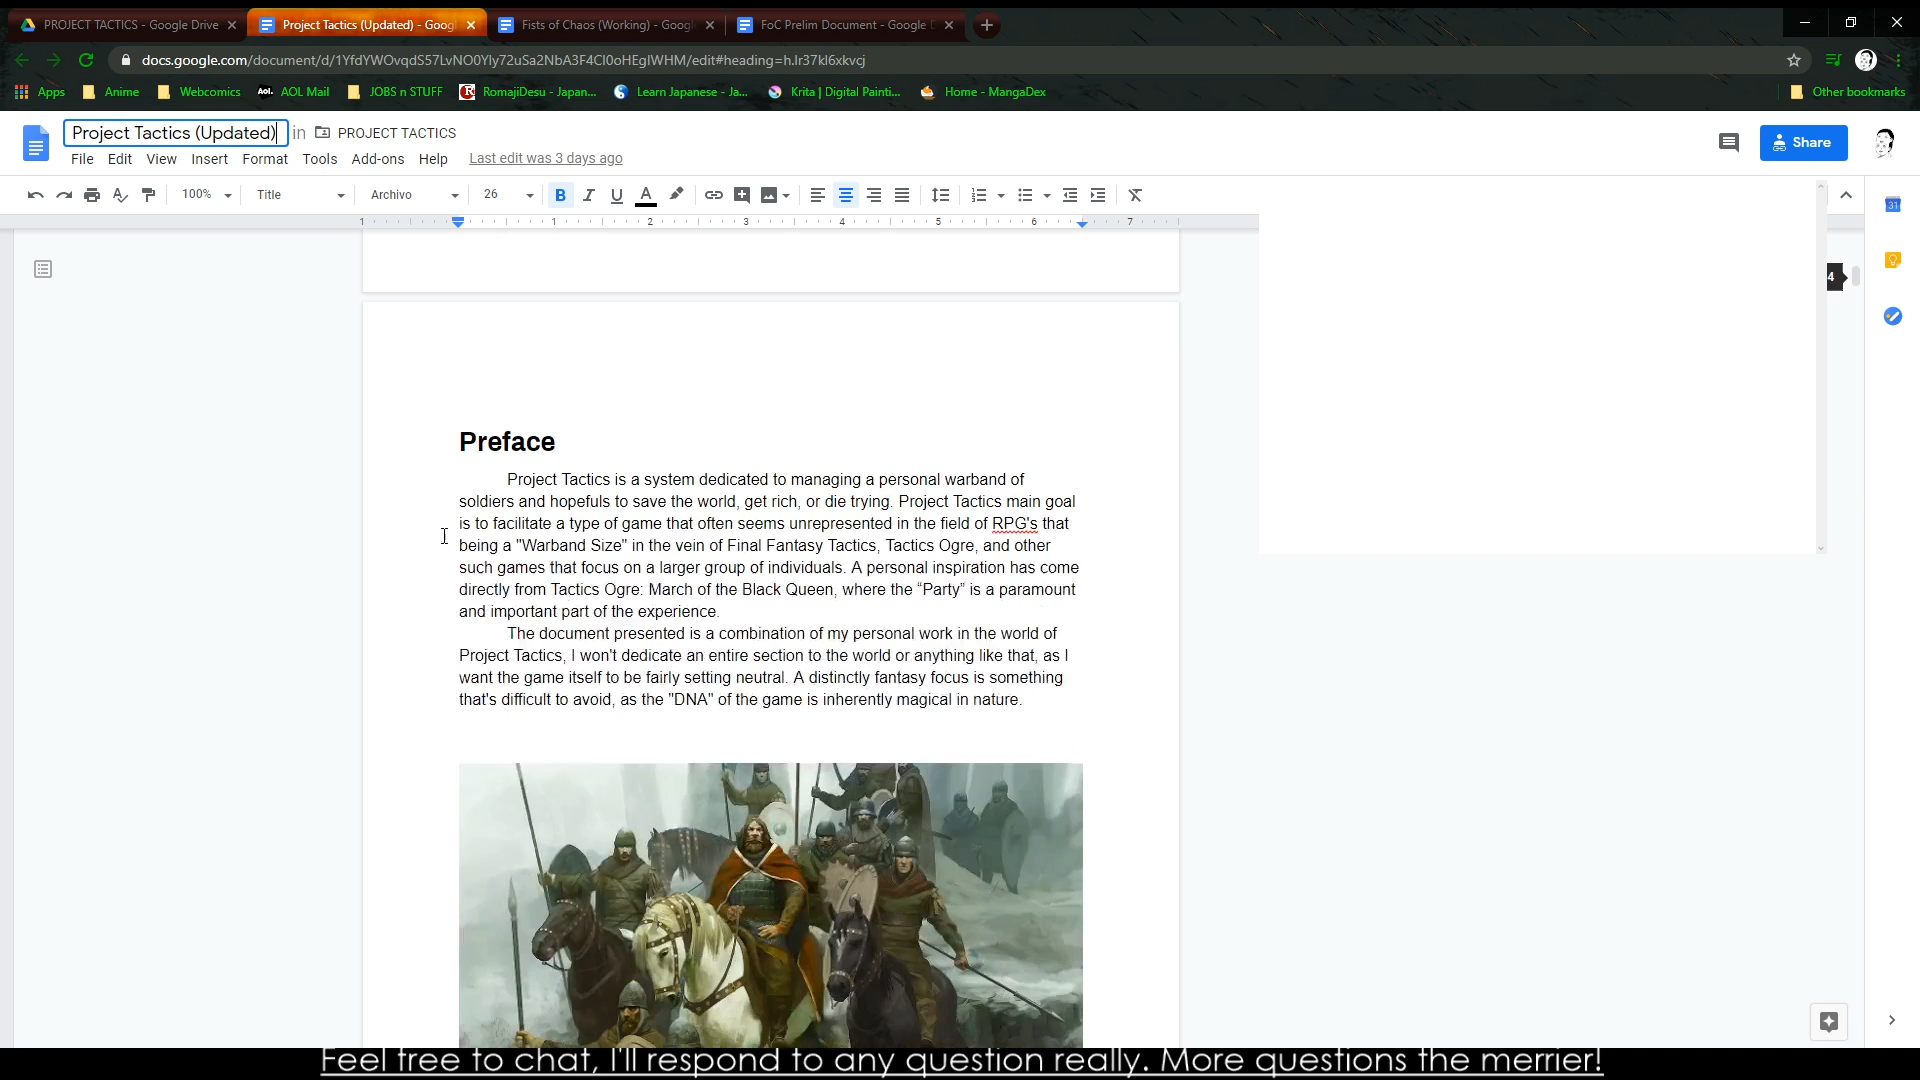 PROJECT TACTICS - Google Drive
Project Tactics (Updated) - Goog
Fists of Chaos (Working) - Goog
FoC Prelim Document - Google
docs.google.com/document/d/1YfdYWOvqdS57LvNO0Yly72uSa2NbA3F4Cl0oHEglWHM/edit#heading=h.lr37kl6xkvcj
Apps Anime Webcomics Aol. AOL Mail JOBS n STUFF RomajiDesu - Japan... Learn Japanese - Ja... Krita | Digital Painti... Home - MangaDex Other bookmarks
Project Tactics (Updated) in PROJECT TACTICS
File Edit View Insert Format Tools Add-ons Help Last edit was 3 days ago
Share
100% Title Archivo 26 B I U A
31
1 1 2 3 4 5 6 7
4
Preface
Project Tactics is a system dedicated to managing a personal warband of
soldiers and hopefuls to save the world, get rich, or die trying. Project Tactics main goal
is to facilitate a type of game that often seems unrepresented in the field of RPG's that
being a "Warband Size" in the vein of Final Fantasy Tactics, Tactics Ogre, and other
such games that focus on a larger group of individuals. A personal inspiration has come
directly from Tactics Ogre: March of the Black Queen, where the “Party” is a paramount
and important part of the experience.
The document presented is a combination of my personal work in the world of
Project Tactics, I won't dedicate an entire section to the world or anything like that, as I
want the game itself to be fairly setting neutral. A distinctly fantasy focus is something
that's difficult to avoid, as the "DNA" of the game is inherently magical in nature.
Feel free to chat, I'll respond to any question really. More questions the merrier!